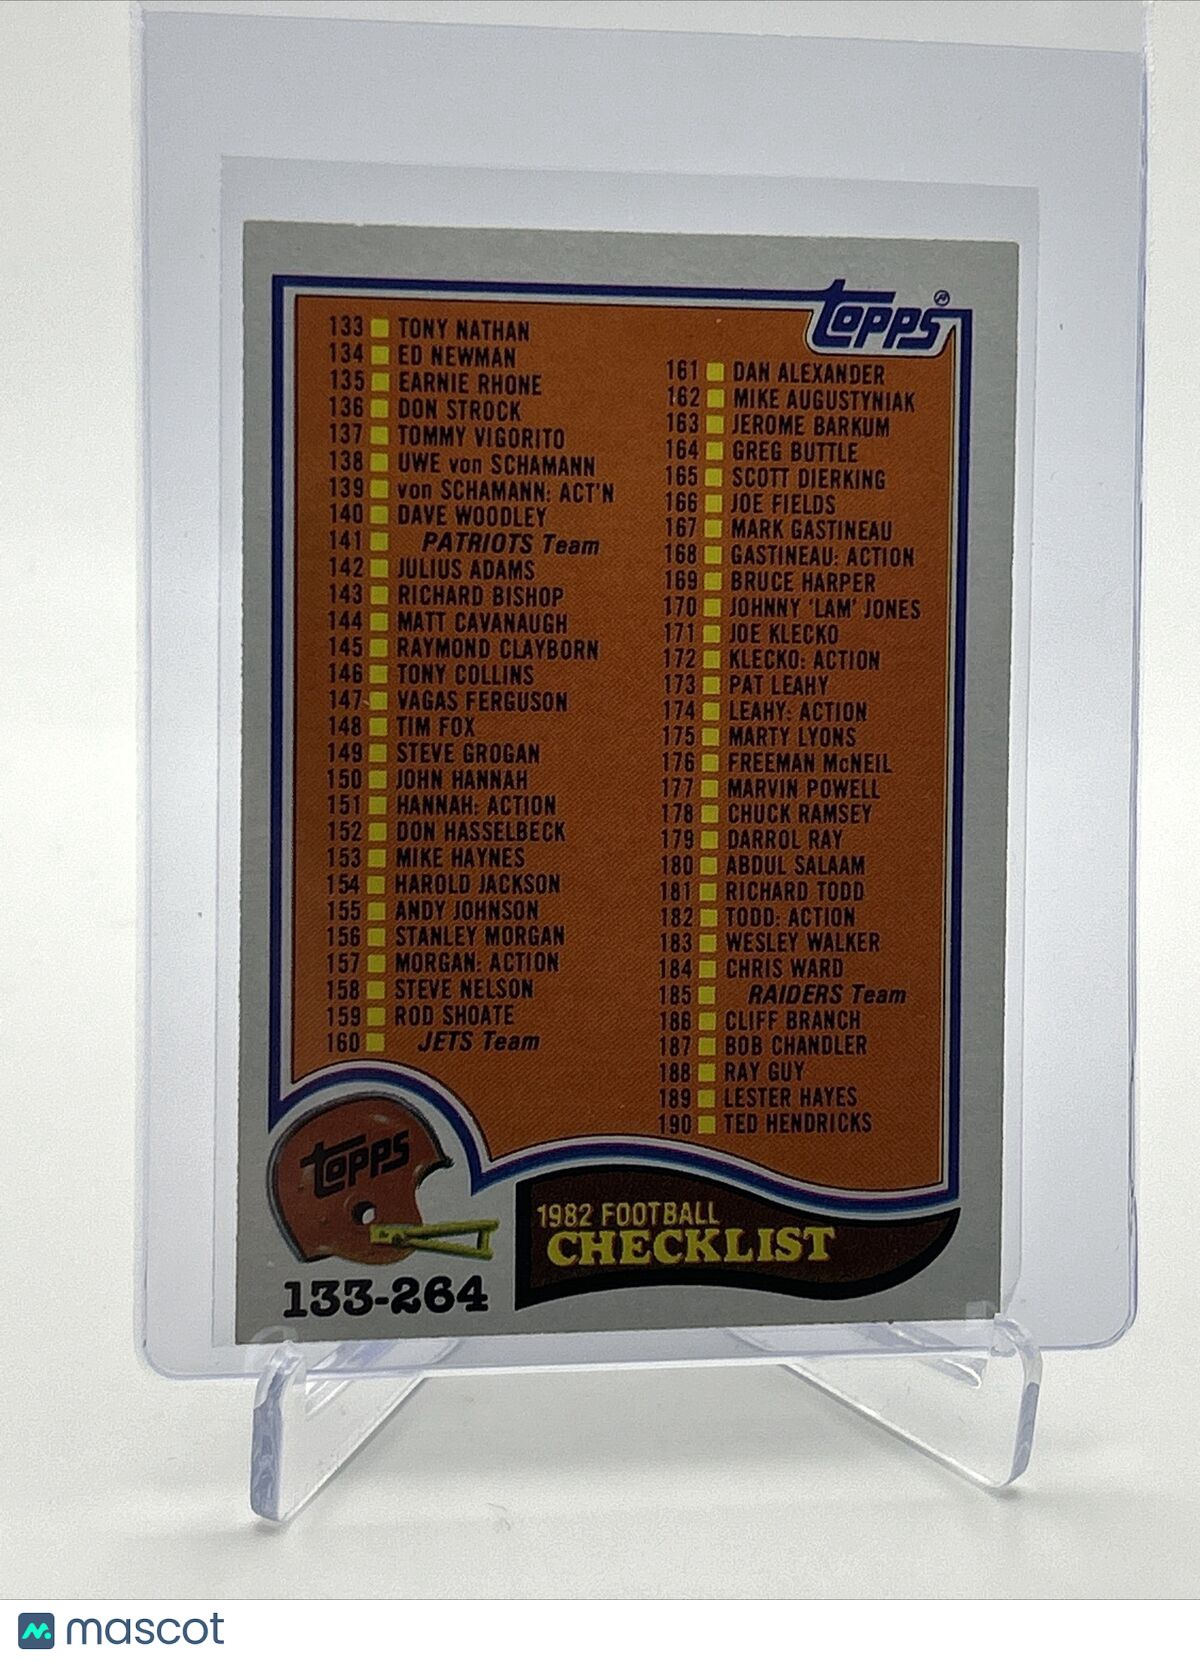 Topps
133 TONY NATHAN
134 ED NEWMAN
135 EARNIE RHONE
136 DON STROCK
137 TOMMY VIGORITO
138 UWE von SCHAMANN
139 von SCHAMANN: ACT'N
140 DAVE WOODLEY
141 PATRIOTS Team
142 JULIUS ADAMS
143 RICHARD BISHOP
144 MATT CAVANAUGH
145 RAYMOND CLAYBORN
146 TONY COLLINS
147 VAGAS FERGUSON
148 TIM FOX
149 STEVE GROGAN
150 JOHN HANNAH
151 HANNAH: ACTION
152 DON HASSELBECK
153 MIKE HAYNES
154 HAROLD JACKSON
155 ANDY JOHNSON
156 STANLEY MORGAN
157 MORGAN: ACTION
158 STEVE NELSON
159 ROD SHOATE
160 JETS Team
161 DAN ALEXANDER
162 MIKE AUGUSTYNIAK
163 JEROME BARKUM
164 GREG BUTTLE
165 SCOTT DIERKING
166 JOE FIELDS
167 MARK GASTINEAU
168 GASTINEAU: ACTION
169 BRUCE HARPER
170 JOHNNY 'LAM' JONES
171 JOE KLECKO
172 KLECKO: ACTION
173 PAT LEAHY
174 LEAHY: ACTION
175 MARTY LYONS
176 FREEMAN McNEIL
177 MARVIN POWELL
178 CHUCK RAMSEY
179 DARROL RAY
180 ABDUL SALAAM
181 RICHARD TODD
182 TODD: ACTION
183 WESLEY WALKER
184 CHRIS WARD
185 RAIDERS Team
186 CLIFF BRANCH
187 BOB CHANDLER
188 RAY GUY
189 LESTER HAYES
190 TED HENDRICKS
Topps
133-264
1982 FOOTBALL
CHECKLIST
mascot